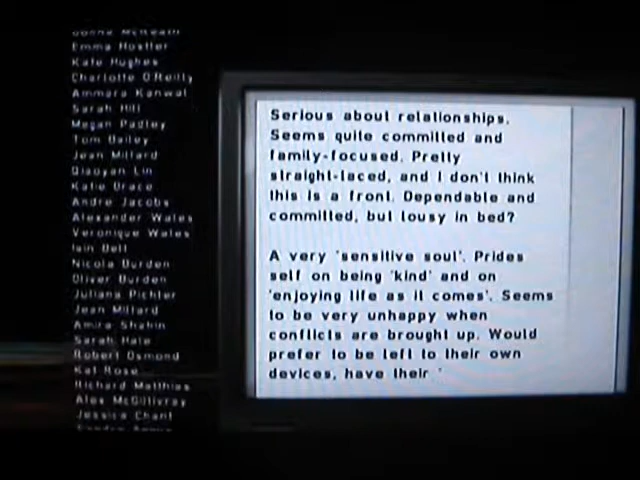 Emma Hostler
Kate Hughes
Charlotte O'Reilly
Ammara Kanwal
Sarah Hill
Megan Padley
Tom Bailey
Jean Millard
Qiaoyan Lin
Katie Brace
Andre Jacobs
Alexander Wales
Veronique Wales
Iain Bell
Nicola Burden
Oliver Burden
Juliana Pichler
Jean Millard
Amira Shahin
Sarah Hale
Robert Osmond
Kat Rose
Richard Matthias
Alex McGillivray
Jessica Chant
Serious about relationships.
Seems quite committed and
family-focused. Pretty
straight-laced, and I don't think
this is a front. Dependable and
committed, but lousy in bed?
A very 'sensitive soul'. Prides
self on being 'kind' and on
'enjoying life as it comes'. Seems
to be very unhappy when
conflicts are brought up. Would
prefer to be left to their own
devices, have their '